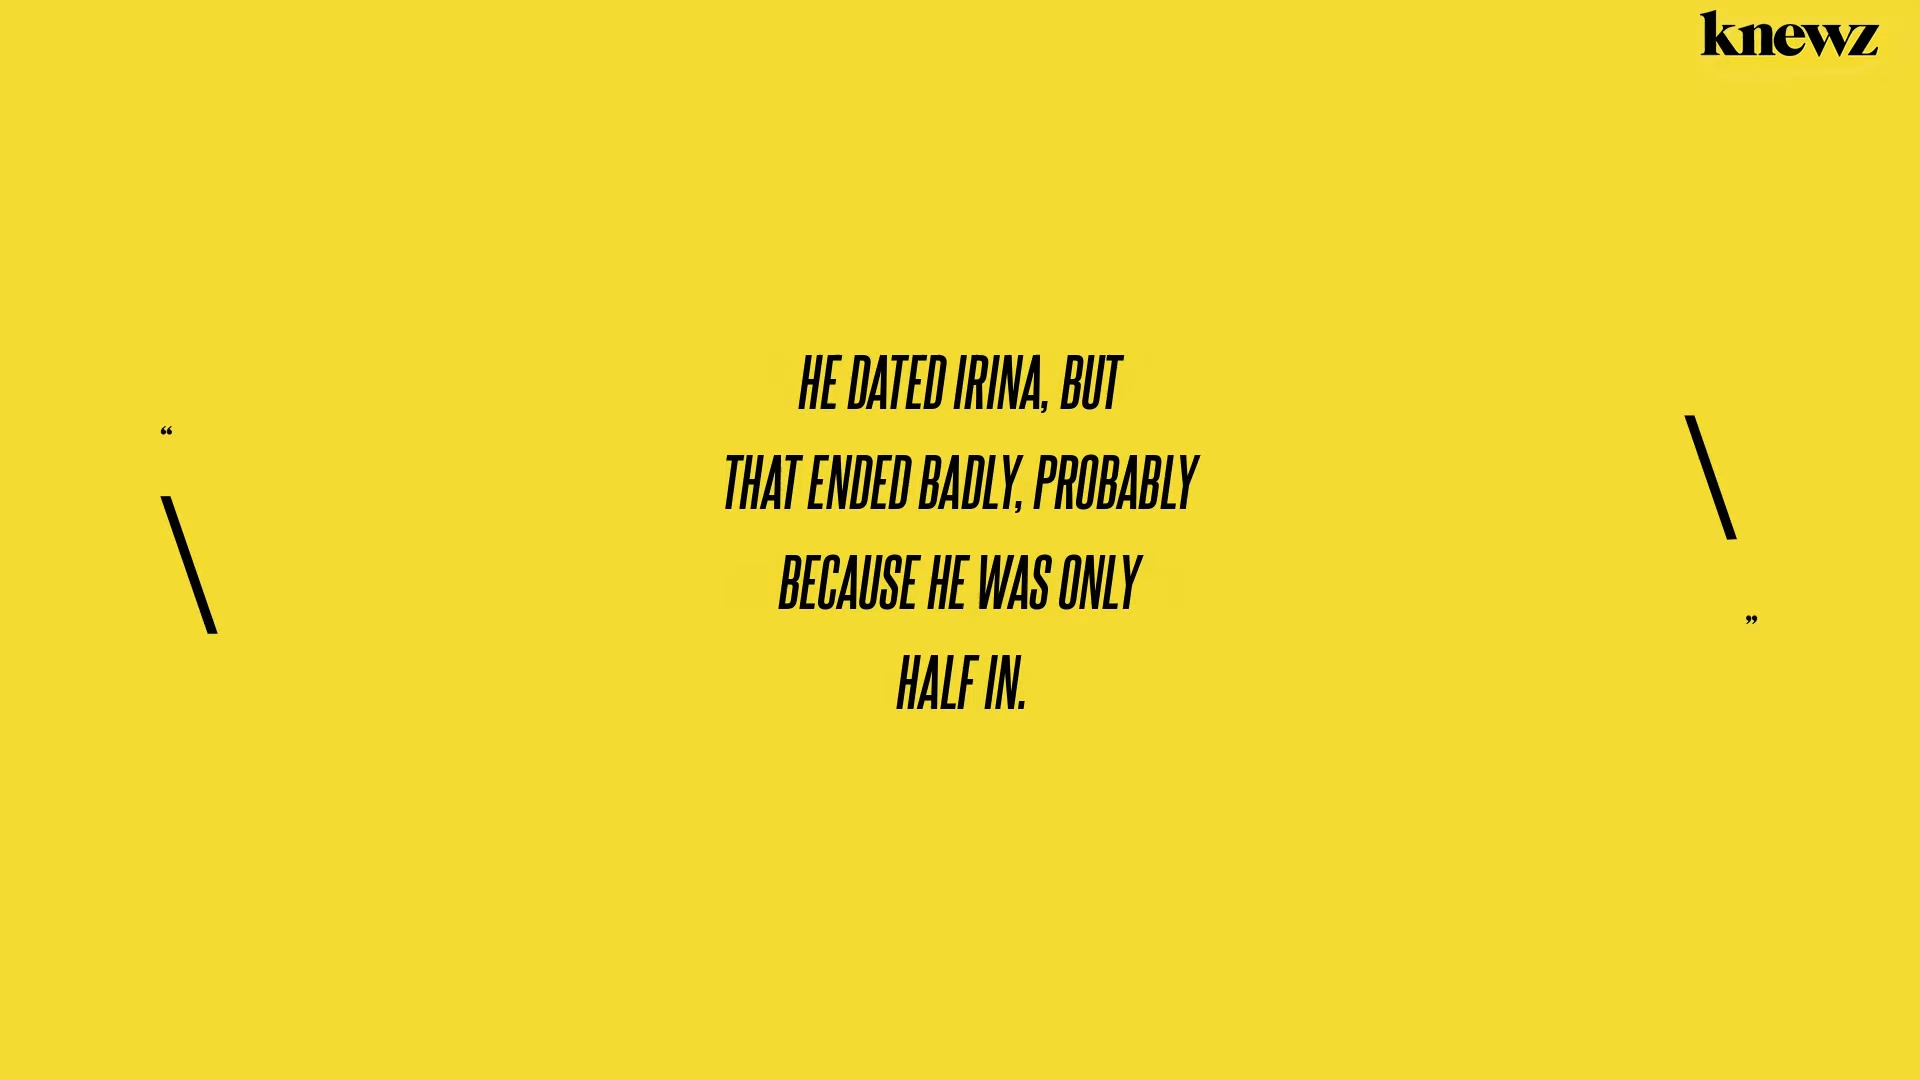 knewz
“
HE DATED IRINA, BUT
THAT ENDED BADLY, PROBABLY
BECAUSE HE WAS ONLY
HALF IN.
”